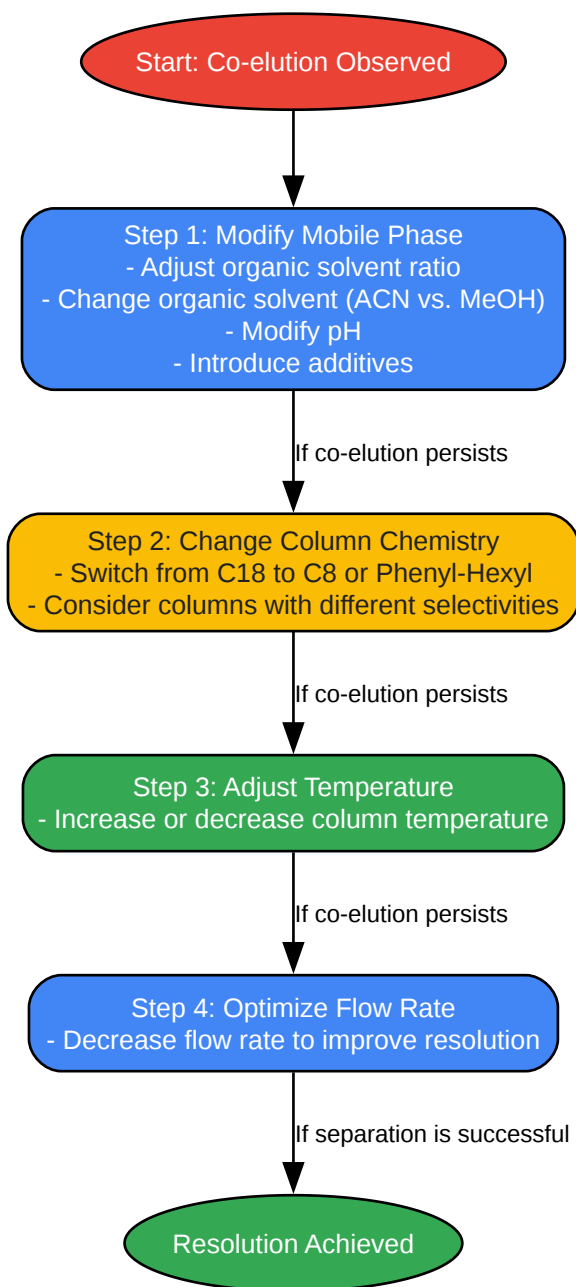 Start: Co-elution Observed
Step 1: Modify Mobile Phase
- Adjust organic solvent ratio
- Change organic solvent (ACN vs. MeOH)
- Modify pH
- Introduce additives
If co-elution persists
Step 2: Change Column Chemistry
- Switch from C18 to C8 or Phenyl-Hexyl
- Consider columns with different selectivities
If co-elution persists
Step 3: Adjust Temperature
- Increase or decrease column temperature
If co-elution persists
Step 4: Optimize Flow Rate
- Decrease flow rate to improve resolution
If separation is successful
Resolution Achieved